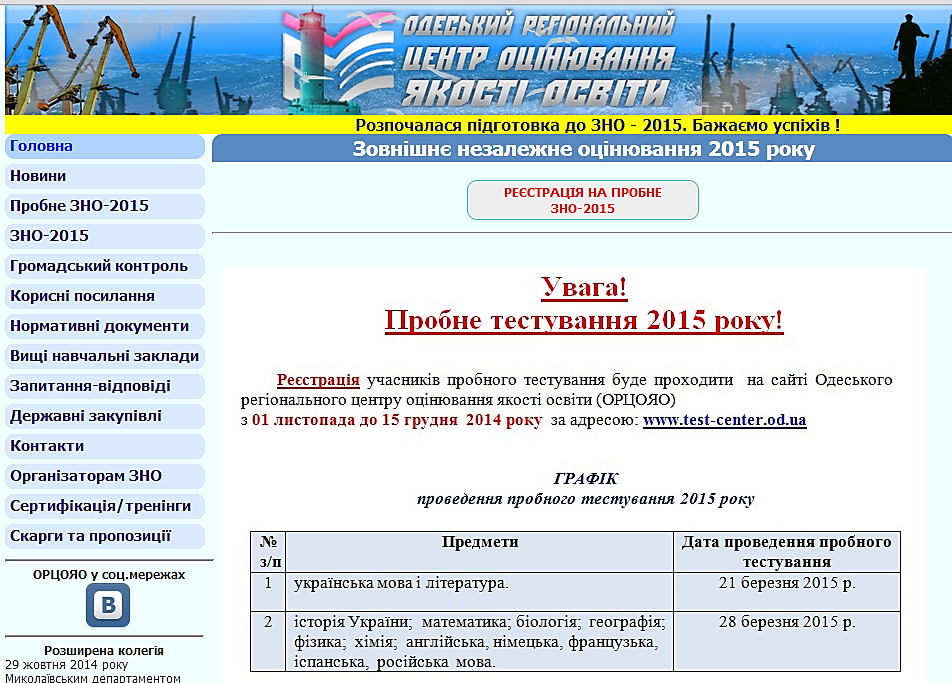 ОДЕСЬКИЙ РЕГІОНАЛЬНИЙ
ЦЕНТР ОЦІНЮВАННЯ
ЯКОСТІ ОСВІТИ
Розпочалася підготовка до ЗНО - 2015. Бажаємо успіхів !
Головна
Новини
Пробне ЗНО-2015
ЗНО-2015
Громадський контроль
Корисні посилання
Нормативні документи
Вищі навчальні заклади
Запитання-відповіді
Державні закупівлі
Контакти
Організаторам ЗНО
Сертифікація/тренінги
Скарги та пропозиції
ОРЦОЯО у соц.мережах
В
Розширена колегія
29 жовтня 2014 року
Миколаївським департаментом
Зовнішнє незалежне оцінювання 2015 року
РЕЄСТРАЦІЯ НА ПРОБНЕ
ЗНО-2015
Увага!
Пробне тестування 2015 року!
Реєстрація учасників пробного тестування буде проходити на сайті Одеського
регіонального центру оцінювання якості освіти (ОРЦОЯО)
з 01 листопада до 15 грудня 2014 року за адресою: www.test-center.od.ua
ГРАФІК
проведення пробного тестування 2015 року
№ з/п Предмети Дата проведення пробного тестування
1 українська мова і література. 21 березня 2015 р.
2 історія України; математика; біологія; географія; 28 березня 2015 р.
фізика; хімія; англійська, німецька, французька,
іспанська, російська мова.